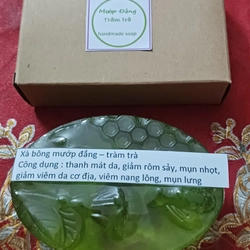 Mướp Đắng
Tràm trà
handmade soap
Xà bông mướp đắng – tràm trà
Công dụng : thanh mát da, giảm rôm sảy, mụn nhọt,
giảm viêm da cơ địa, viêm nang lông, mụn lưng